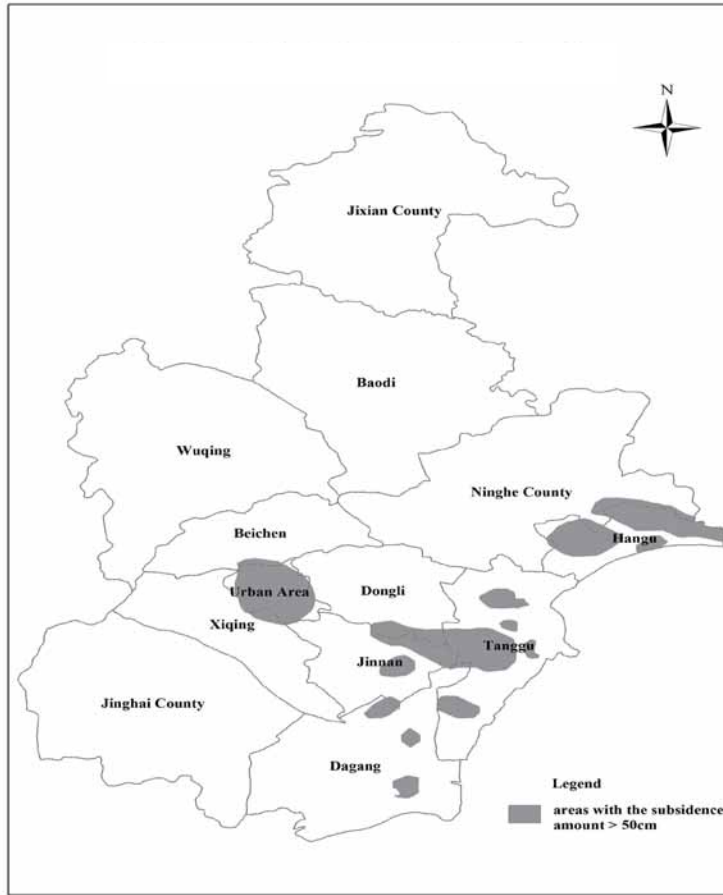 N
Jixian County
Baodi
Wuqing
Ninghe County
Beichen
Hangu
Urban Area
Dongli
Xiqing
Tanggu
Jinnan
Jinghai County
Dagang
Legend
areas with the subsidence
amount > 50cm